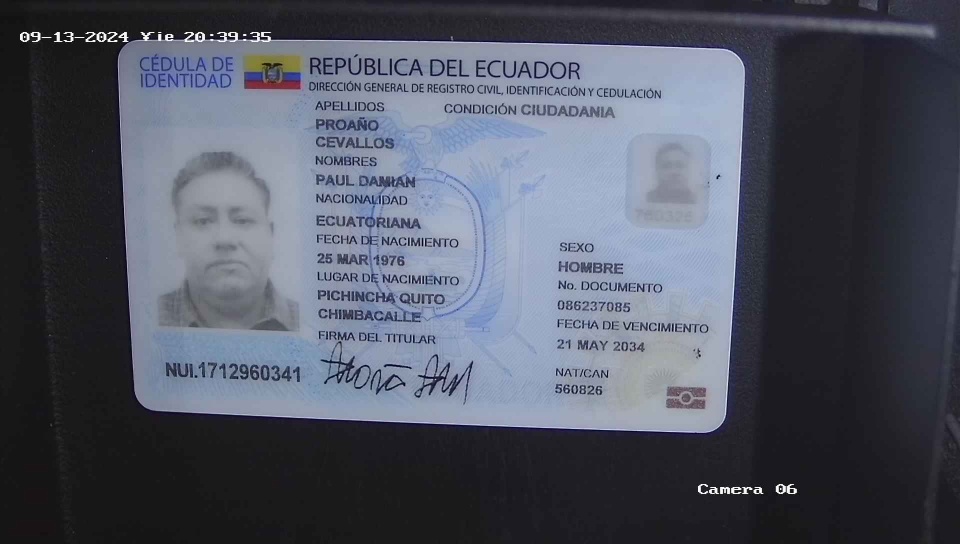 09-13-2024 Vie 20:39:35
CÉDULA DE
IDENTIDAD
REPÚBLICA DEL ECUADOR
DIRECCIÓN GENERAL DE REGISTRO CIVIL, IDENTIFICACIÓN Y CEDULACIÓN
APELLIDOS
CONDICIÓN CIUDADANIA
PROAÑO
CEVALLOS
NOMBRES
PAUL DAMIAN
NACIONALIDAD
ECUATORIANA
FECHA DE NACIMIENTO
25 MAR 1976
LUGAR DE NACIMIENTO
PICHINCHA QUITO
CHIMBACALLE
FIRMA DEL TITULAR
SEXO
HOMBRE
No. DOCUMENTO
086237085
FECHA DE VENCIMIENTO
21 MAY 2034
NAT/CAN
560826
NUI.1712960341
Camera 06